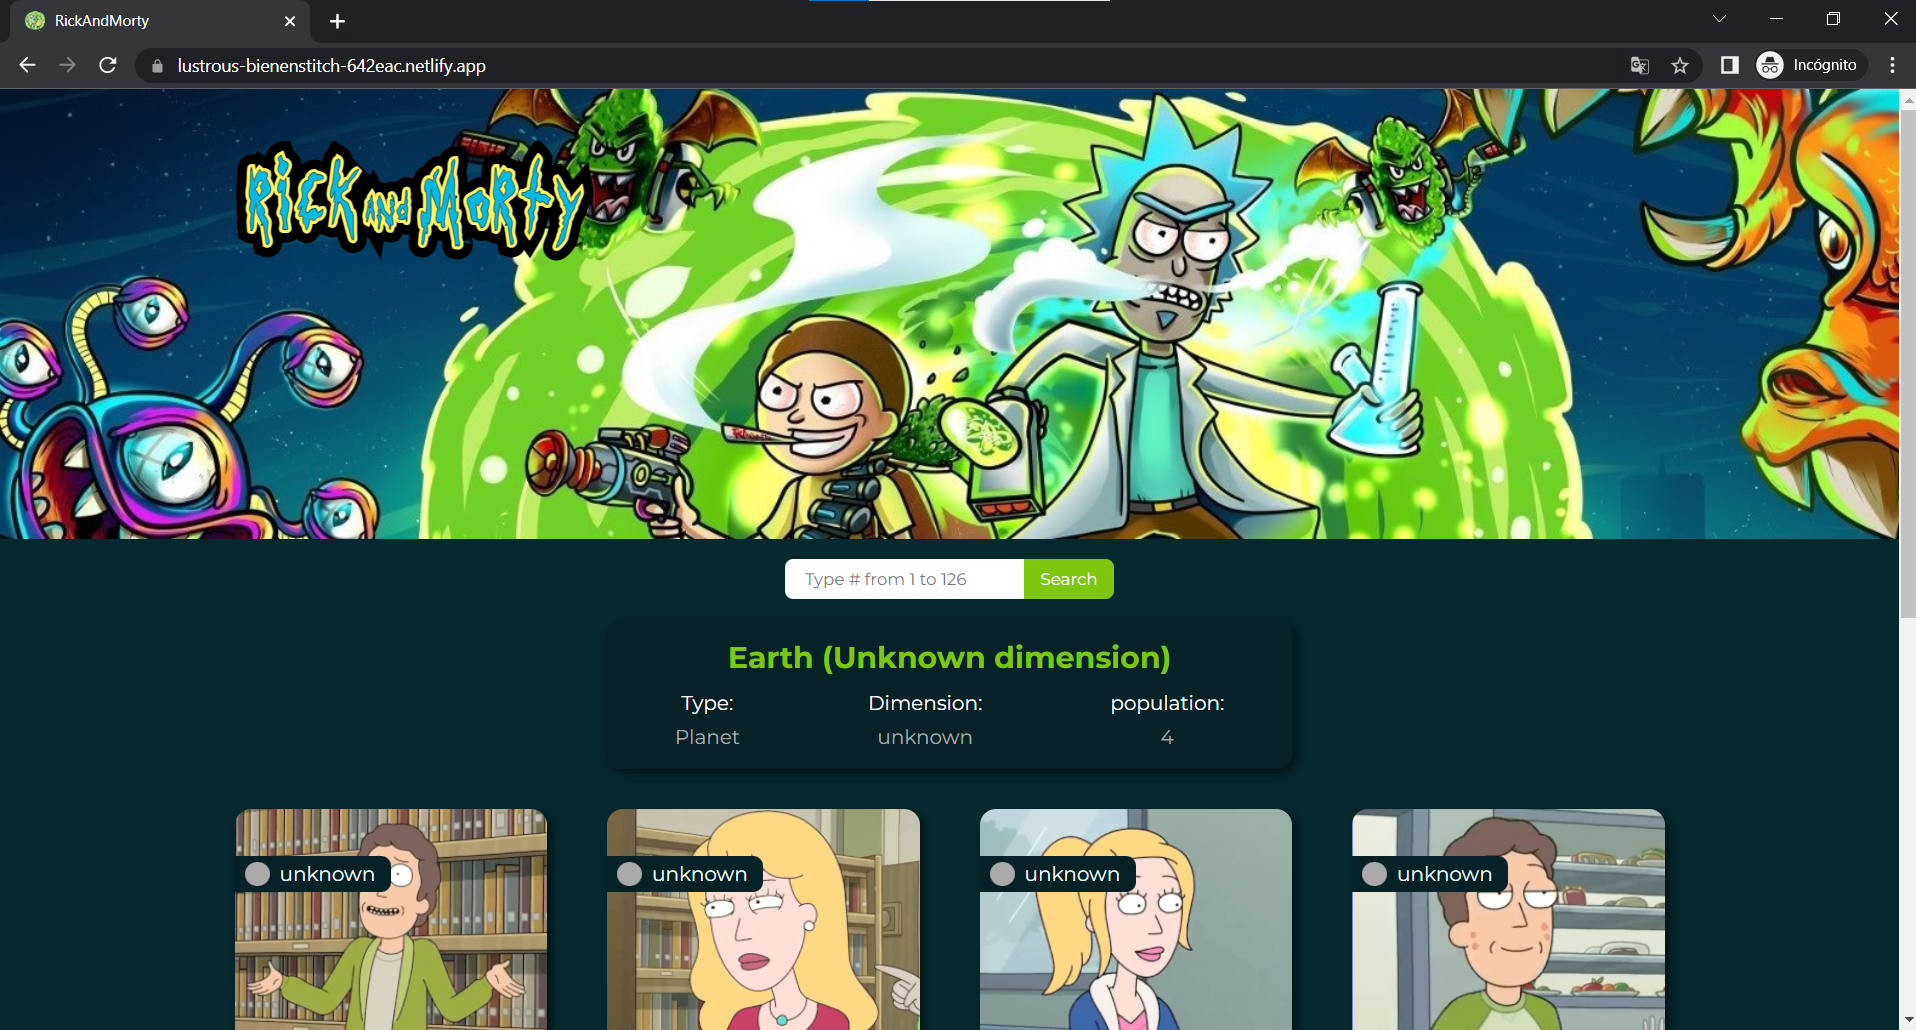 RickAndMorty
lustrous-bienenstitch-642eac.netlify.app
Incógnito
Rick and Morty
Type # from 1 to 126
Search
Earth (Unknown dimension)
Type:
Dimension:
population:
Planet
unknown
4
unknown
unknown
unknown
unknown